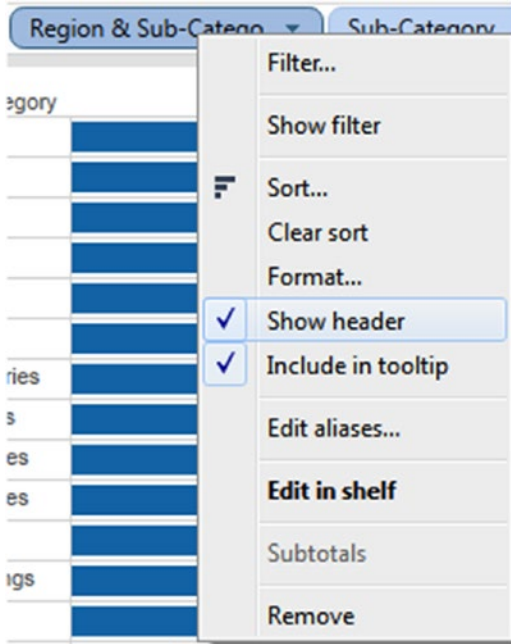 Region & Sub-Catego
Sub-Category
egory
Filter...
Show filter
Sort...
Clear sort
Format...
Show header
ries
Include in tooltip
s
Edit aliases...
es
es
Edit in shelf
Subtotals
ngs
Remove